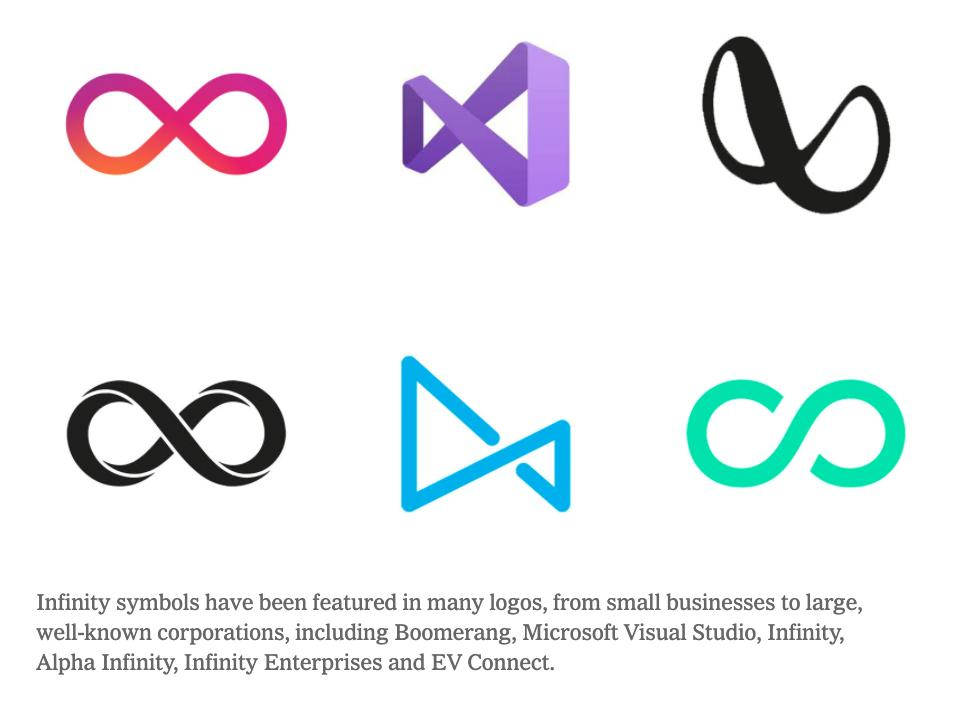 Infinity symbols have been featured in many logos, from small businesses to large,
well-known corporations, including Boomerang, Microsoft Visual Studio, Infinity,
Alpha Infinity, Infinity Enterprises and EV Connect.